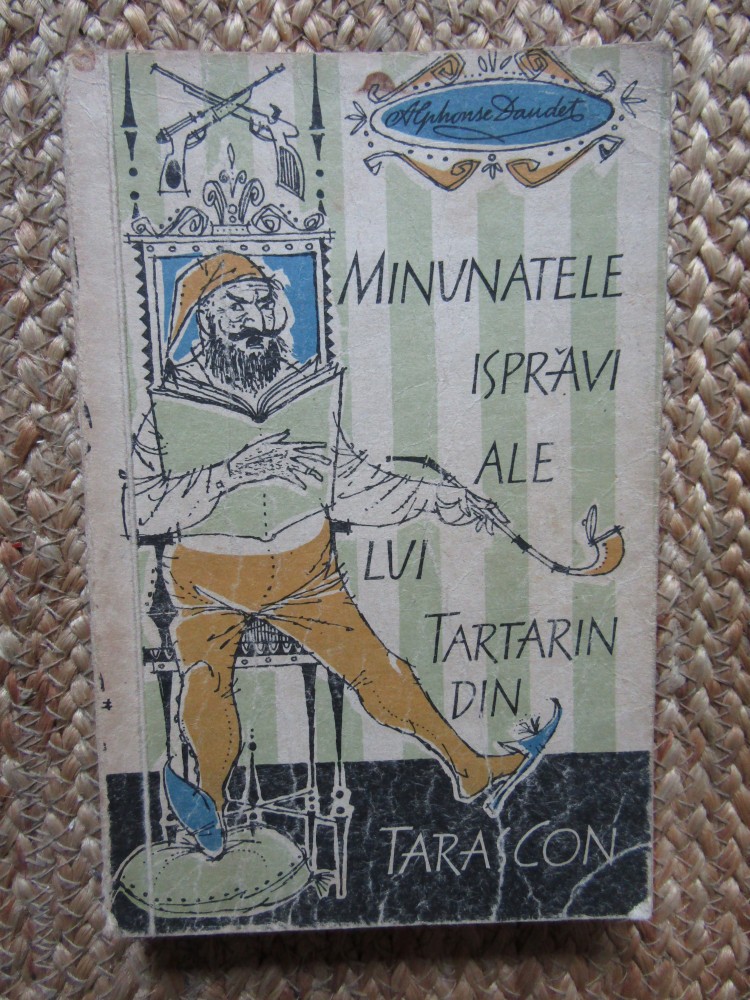 Alphonse Daudet
MINUNATELE
ISPRĂVI
ALE
LUI
TARTARIN
DIN
TARASCON